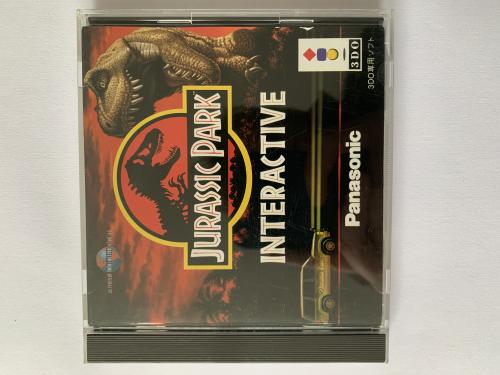 3DO
3DO専用ソフト
JURASSIC PARK
INTERACTIVE
Panasonic